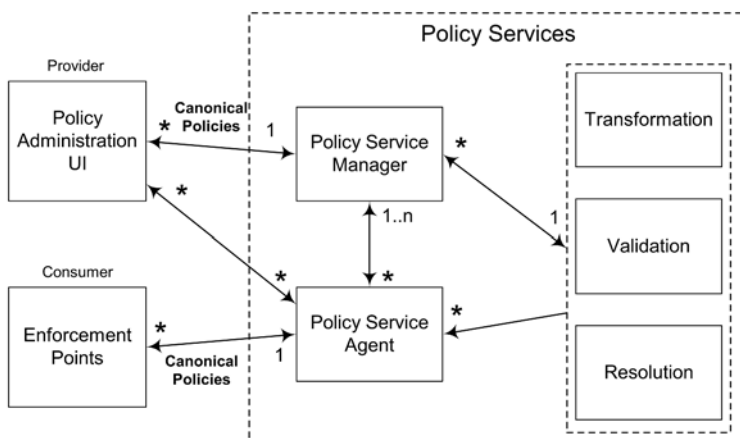 Policy Services
Provider
Policy
Administration
UI
*
Canonical
Policies
1
Policy Service
Manager
*
Transformation
*
1..n
1
Validation
Consumer
*
*
Enforcement
Points
*
Canonical
Policies
1
Policy Service
Agent
*
Resolution